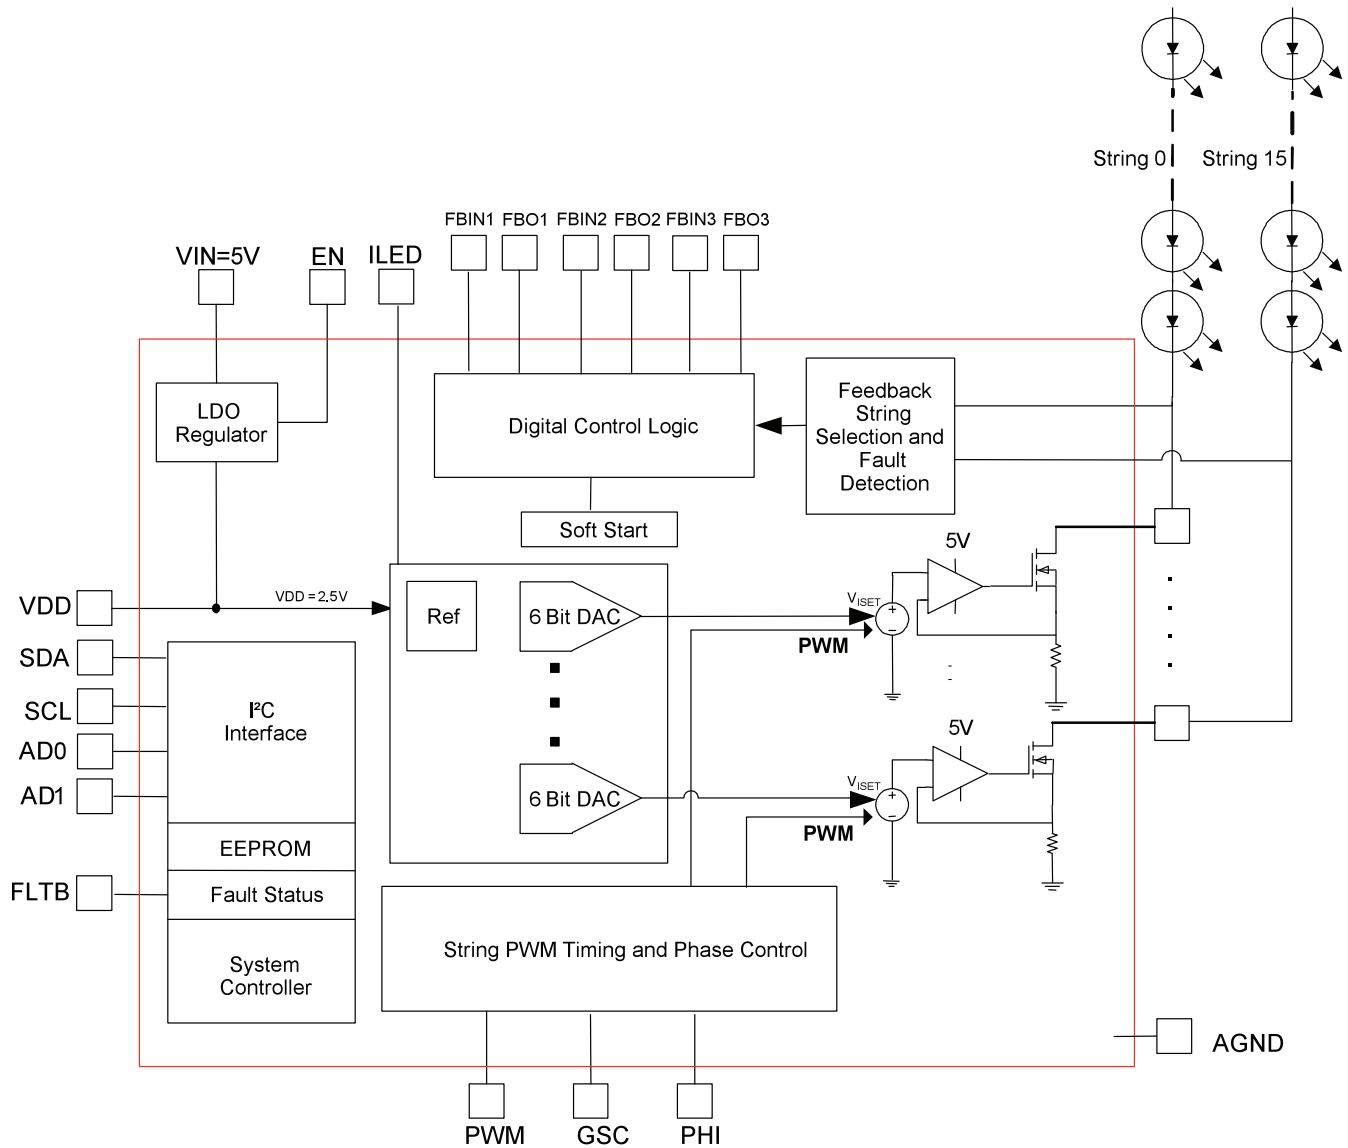 String 0
String 15
FBIN1
FBO1
FBIN2
FBO2
FBIN3
FBO3
VIN=5V
EN
ILED
LDO
Regulator
Digital Control Logic
Feedback
String
Selection and
Fault
Detection
Soft Start
5V
VDD
VDD = 2.5V
Ref
6 Bit DAC
VISET
PWM
SDA
SCL
AD0
AD1
I²C
Interface
5V
6 Bit DAC
VISET
PWM
EEPROM
FLTB
Fault Status
String PWM Timing and Phase Control
System
Controller
AGND
PWM
GSC
PHI